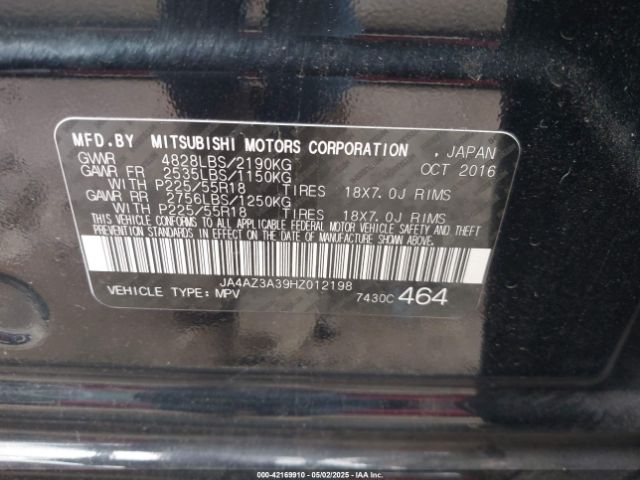 MFD.BY MITSUBISHI MOTORS CORPORATION , JAPAN
GVWR 4828LBS/2190KG OCT 2016
GAWR FR 2535LBS/1150KG
WITH P225/55R18 TIRES 18X7.0J RIMS
GAWR RR 2756LBS/1250KG
WITH P225/55R18 TIRES 18X7.0J RIMS
THIS VEHICLE CONFORMS TO ALL APPLICABLE FEDERAL MOTOR VEHICLE SAFETY AND THEFT
PREVENTION STANDARDS IN EFFECT ON THE DATE OF MANUFACTURE SHOWN ABOVE.
JA4AZ3A39HZ012198
VEHICLE TYPE: MPV 7430C 464
000-42169910 - 05/02/2025 - IAAI.COM